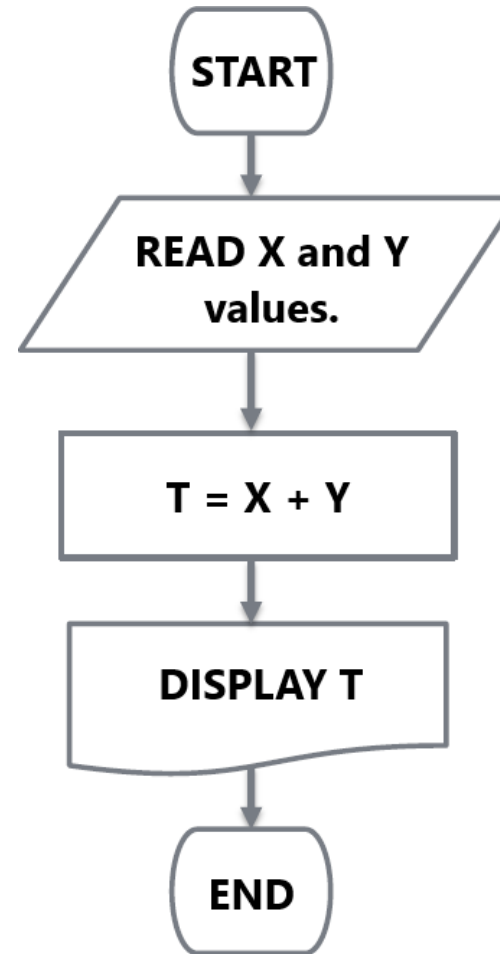 START
READ X and Y
values.
T = X + Y
DISPLAY T
END